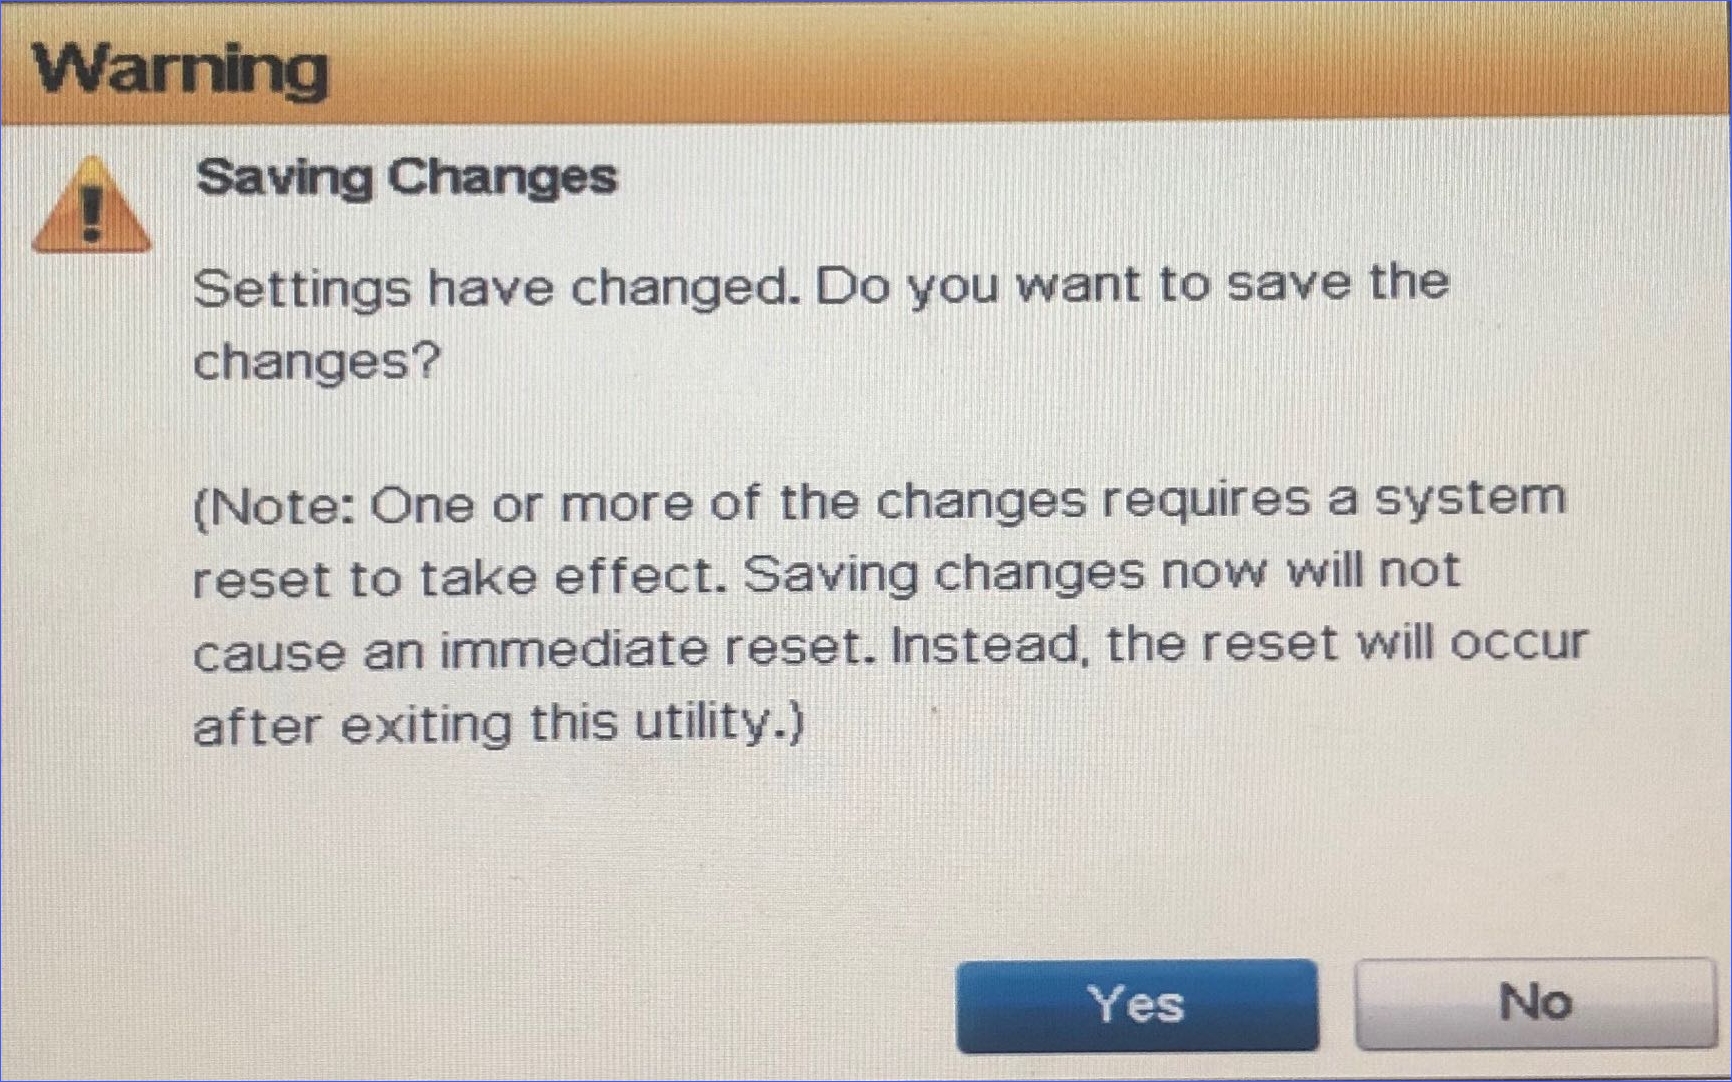 Warning
Saving Changes
Settings have changed. Do you want to save the
changes?
(Note: One or more of the changes requires a system
reset to take effect. Saving changes now will not
cause an immediate reset. Instead, the reset will occur
after exiting this utility.)
Yes
No